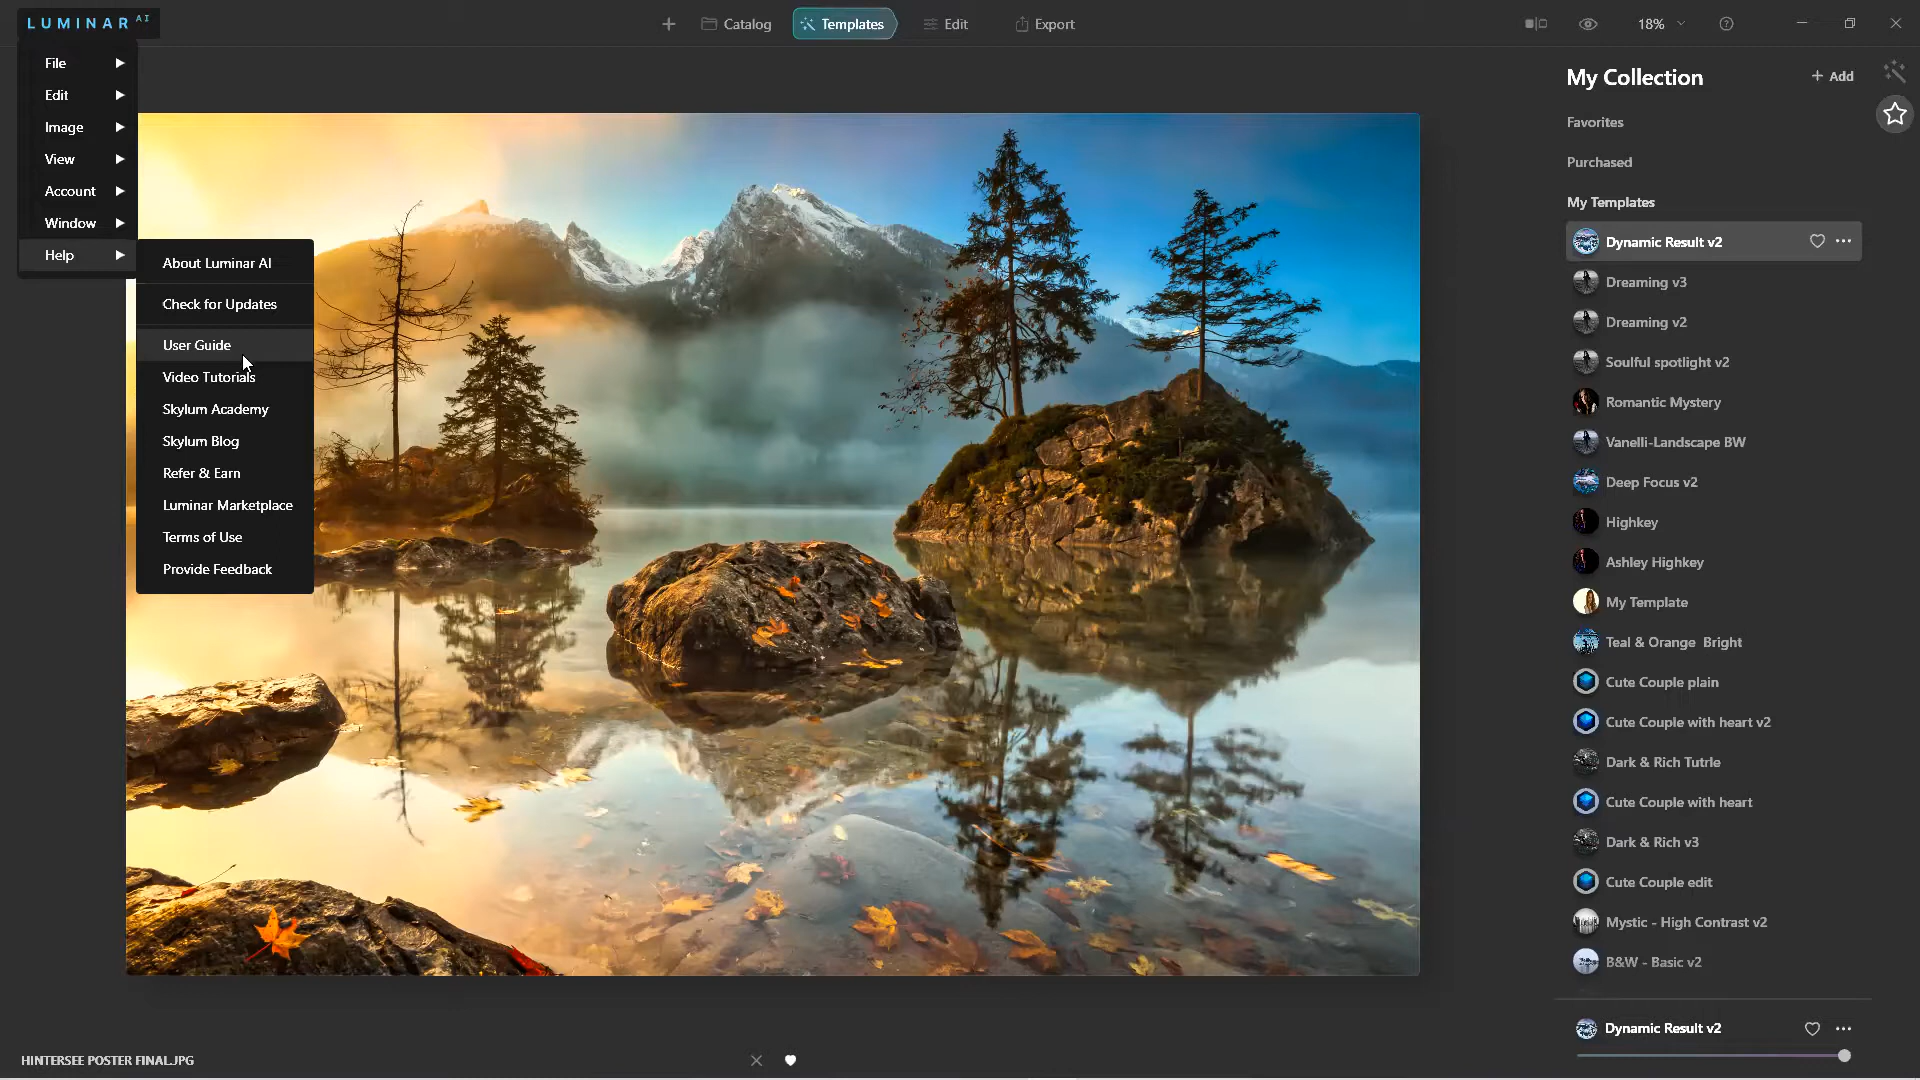 LUMINAR AI
Catalog
Templates
Edit
Export
18%
File
Edit
Image
View
Account
Window
Help
About Luminar AI
Check for Updates
User Guide
Video Tutorials
Skylum Academy
Skylum Blog
Refer & Earn
Luminar Marketplace
Terms of Use
Provide Feedback
My Collection
+ Add
Favorites
Purchased
My Templates
Dynamic Result v2
Dreaming v3
Dreaming v2
Soulful spotlight v2
Romantic Mystery
Vanelli-Landscape BW
Deep Focus v2
Highkey
Ashley Highkey
My Template
Teal & Orange Bright
Cute Couple plain
Cute Couple with heart v2
Dark & Rich Tutrle
Cute Couple with heart
Dark & Rich v3
Cute Couple edit
Mystic - High Contrast v2
B&W - Basic v2
Dynamic Result v2
HINTERSEE POSTER FINAL.JPG